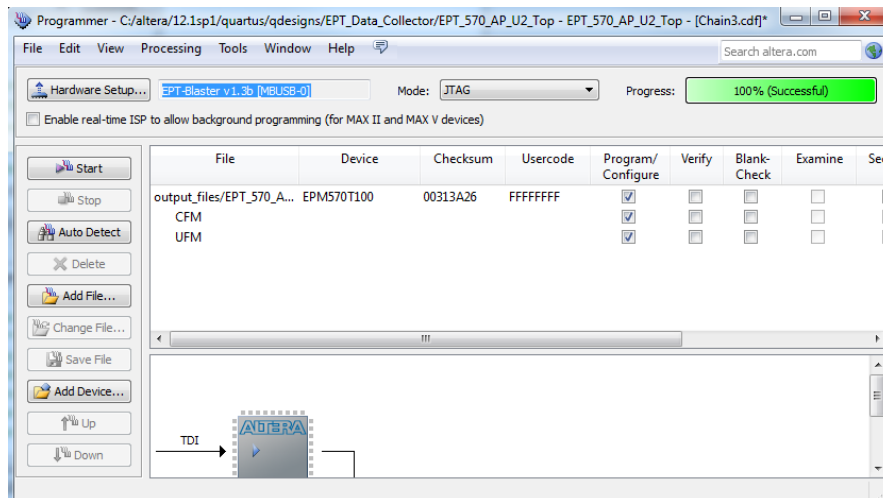 Programmer - C:/altera/12.1sp1/quartus/qdesigns/EPT_Data_Collector/EPT_570_AP_U2_Top - EPT_570_AP_U2_Top - [Chain3.cdf]*
File Edit View Processing Tools Window Help
Search altera.com
Hardware Setup... EPT-Blaster v1.3b [MBUSB-0] Mode: JTAG Progress: 100% (Successful)
Enable real-time ISP to allow background programming (for MAX II and MAX V devices)
Start
Stop
Auto Detect
Delete
Add File...
Change File...
Save File
Add Device...
Up
Down
File Device Checksum Usercode Program/ Verify Blank- Examine Se
Configure Check
output_files/EPT_570_A... EPM570T100 00313A26 FFFFFFFF
CFM
UFM
TDI
ALTERA